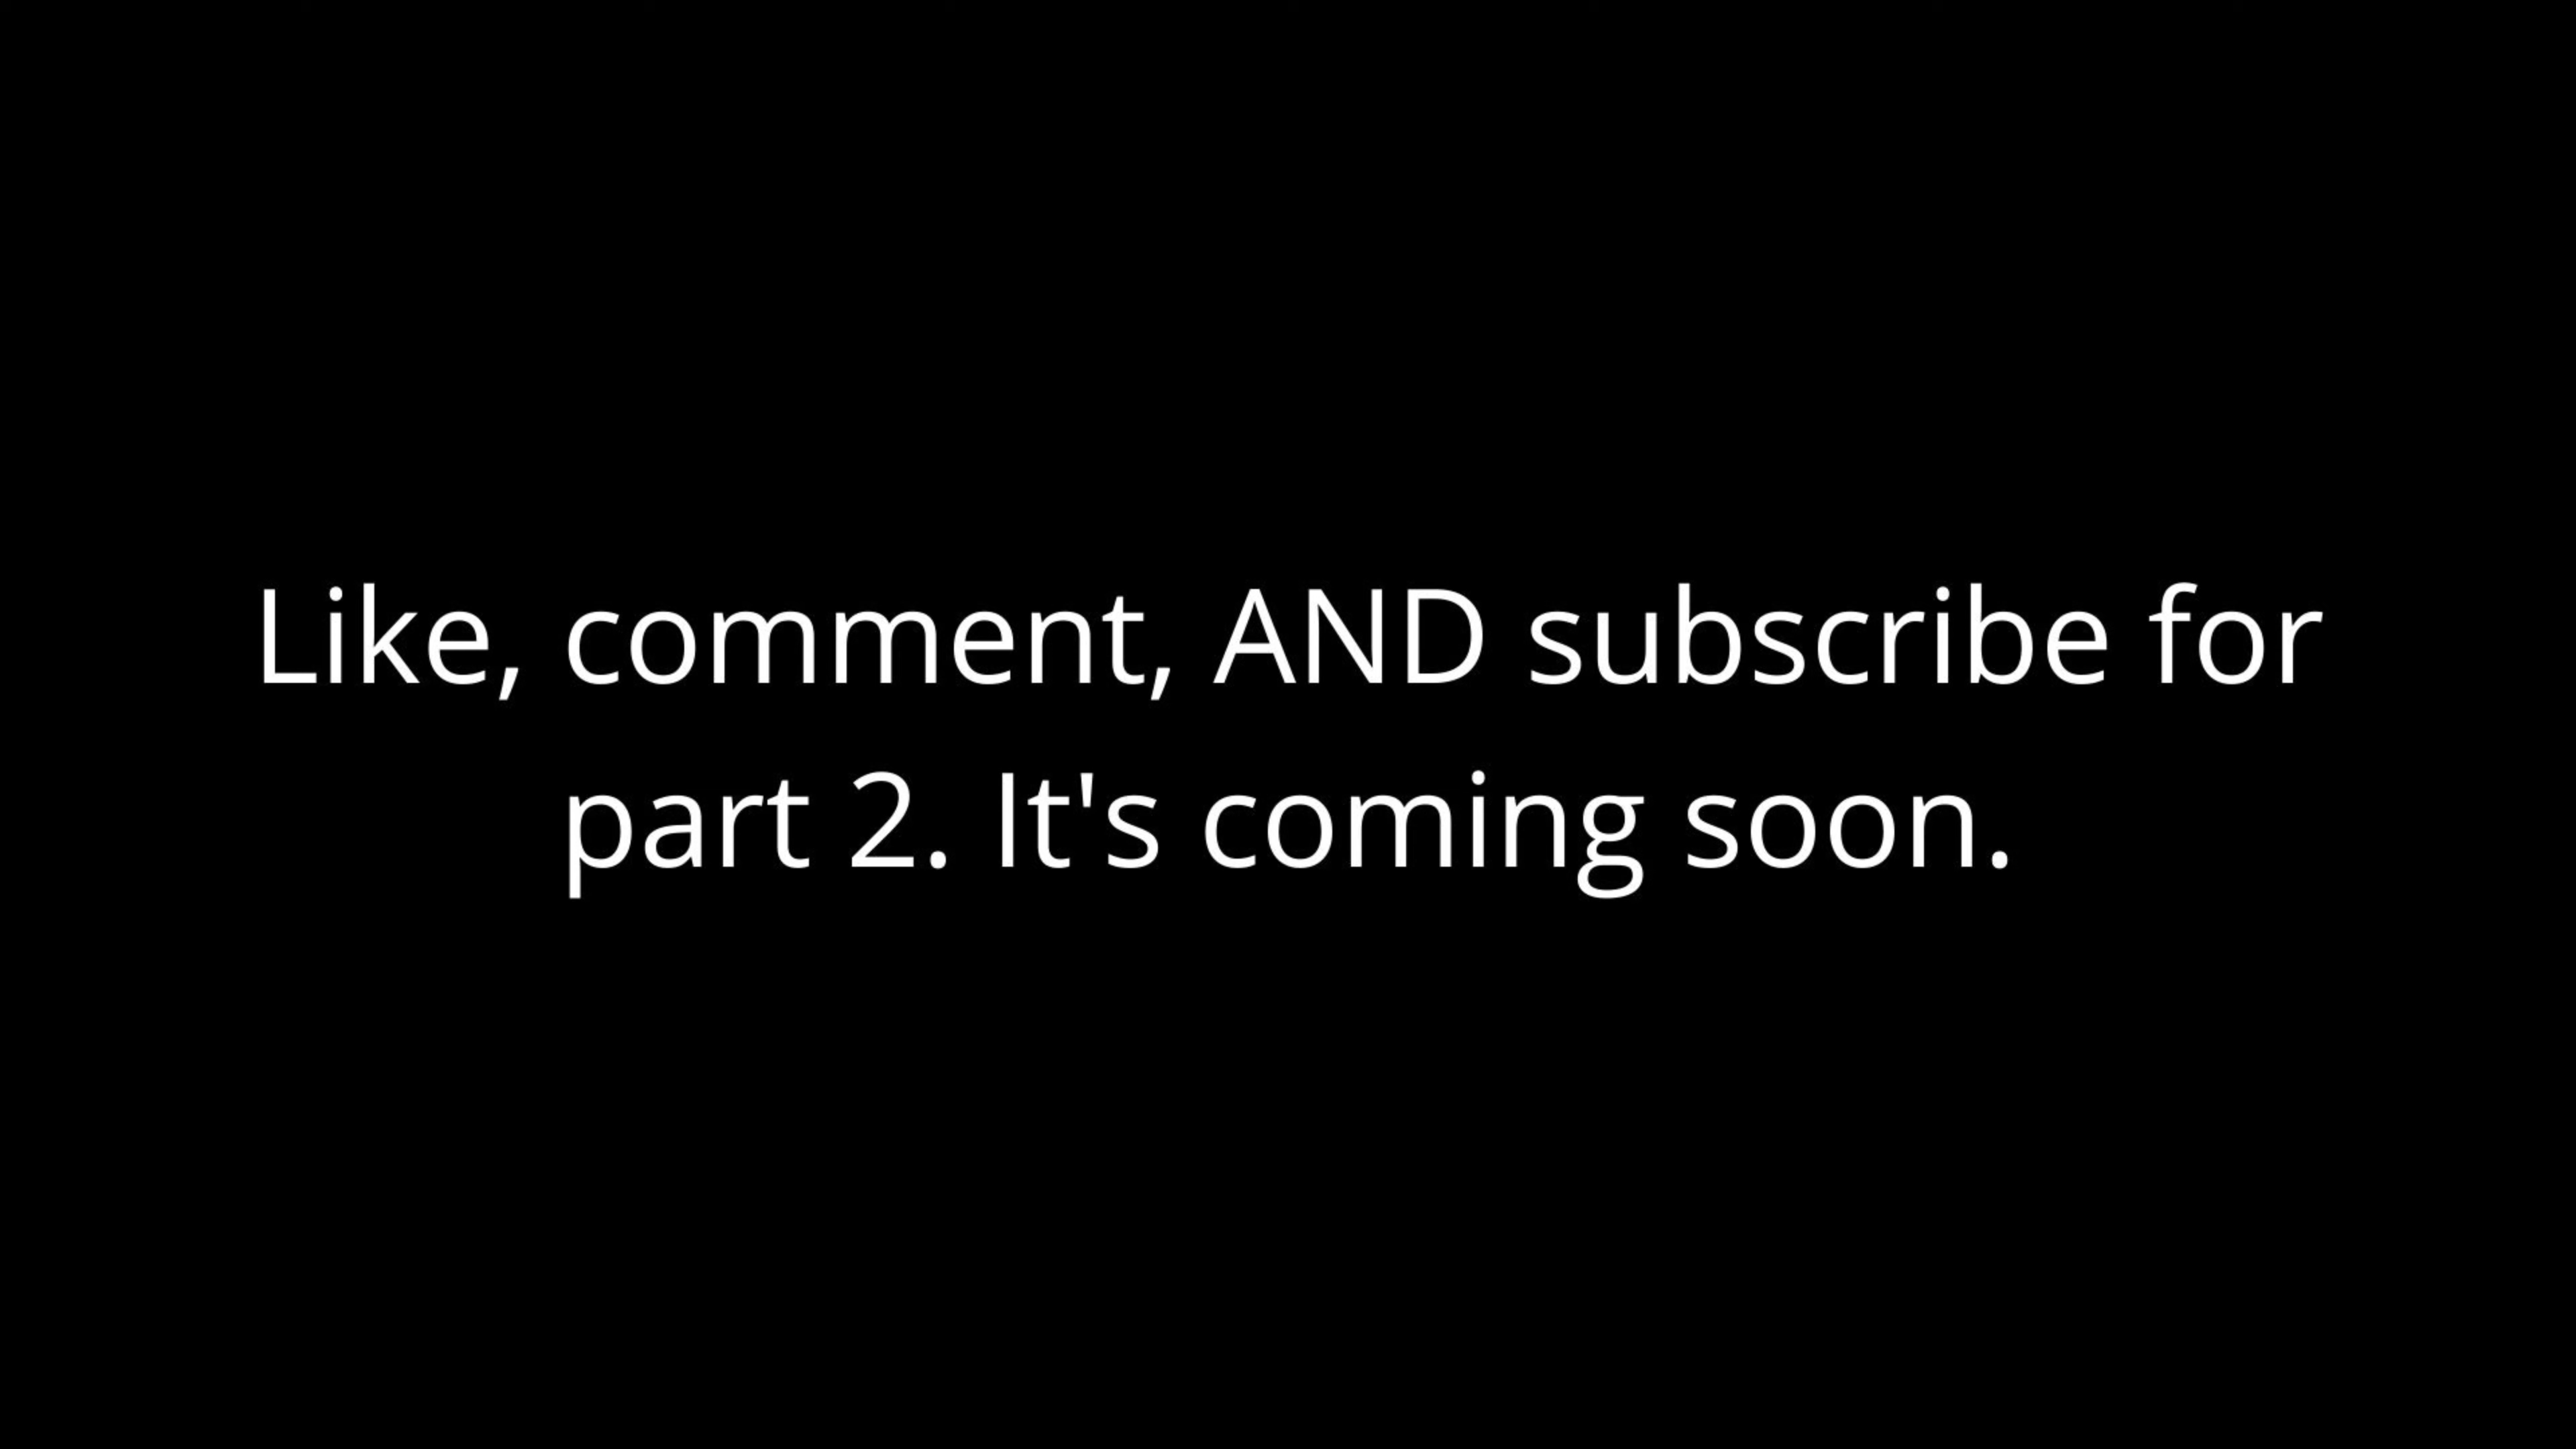 Like, comment, AND subscribe for
part 2. It's coming soon.